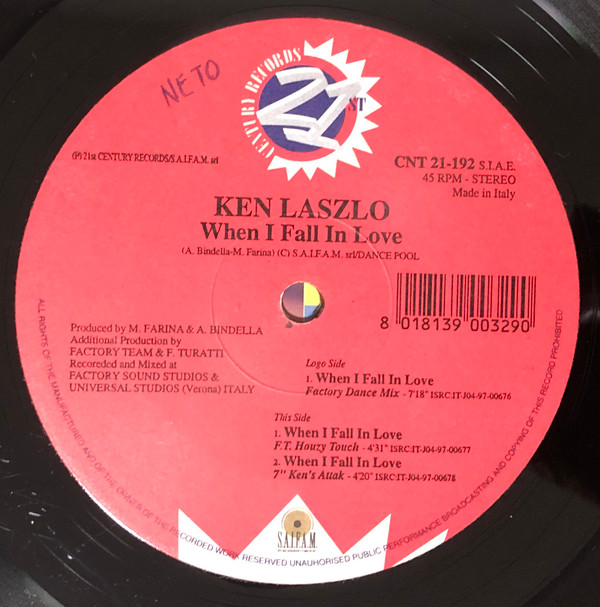 NETO
CENTURY RECORDS
21 ST
℗ 21st CENTURY RECORDS/S.A.I.F.A.M. srl
CNT 21-192 S.I.A.E.
45 RPM - STEREO
Made in Italy
KEN LASZLO
When I Fall In Love
(A. Bindella-M. Farina) (C) S.A.I.F.A.M. srl/DANCE POOL
8 018139 003290
Produced by M. FARINA & A. BINDELLA
Additional Production by
FACTORY TEAM & F. TURATTI
Recoreded and Mixed at
FACTORY SOUND STUDIOS &
UNIVERSAL STUDIOS (Verona) ITALY
Logo Side
1. When I Fall In Love
Factory Dance Mix - 7'18" ISRC:IT-J04-97-00676
This Side
1. When I Fall In Love
F.T. Houzy Touch - 4'31" ISRC:IT-J04-97-00677
2. When I Fall In Love
7" Ken's Attak - 4'20" ISRC:IT-J04-97-00678
S.A.I.F.A.M.
ALL RIGHTS OF THE MANUFACTURED AND OF THE OWNER OF THE RECORDED WORK RESERVED UNAUHORISED PUBLIC PERFORMANCE BROADCASTING AND COPYING OF THIS RECORD PROHIBITED